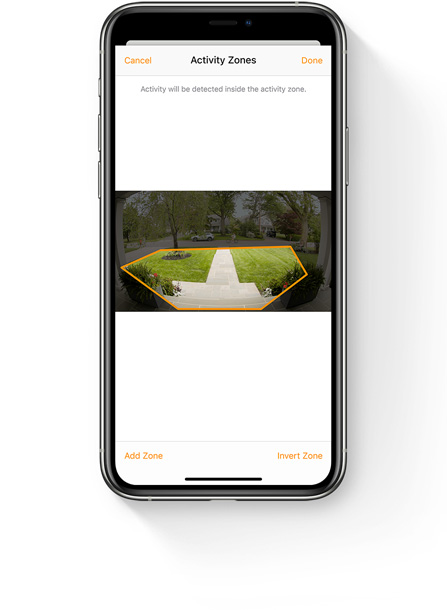 Cancel Activity Zones Done
Activity will be detected inside the activity zone.
Add Zone Invert Zone